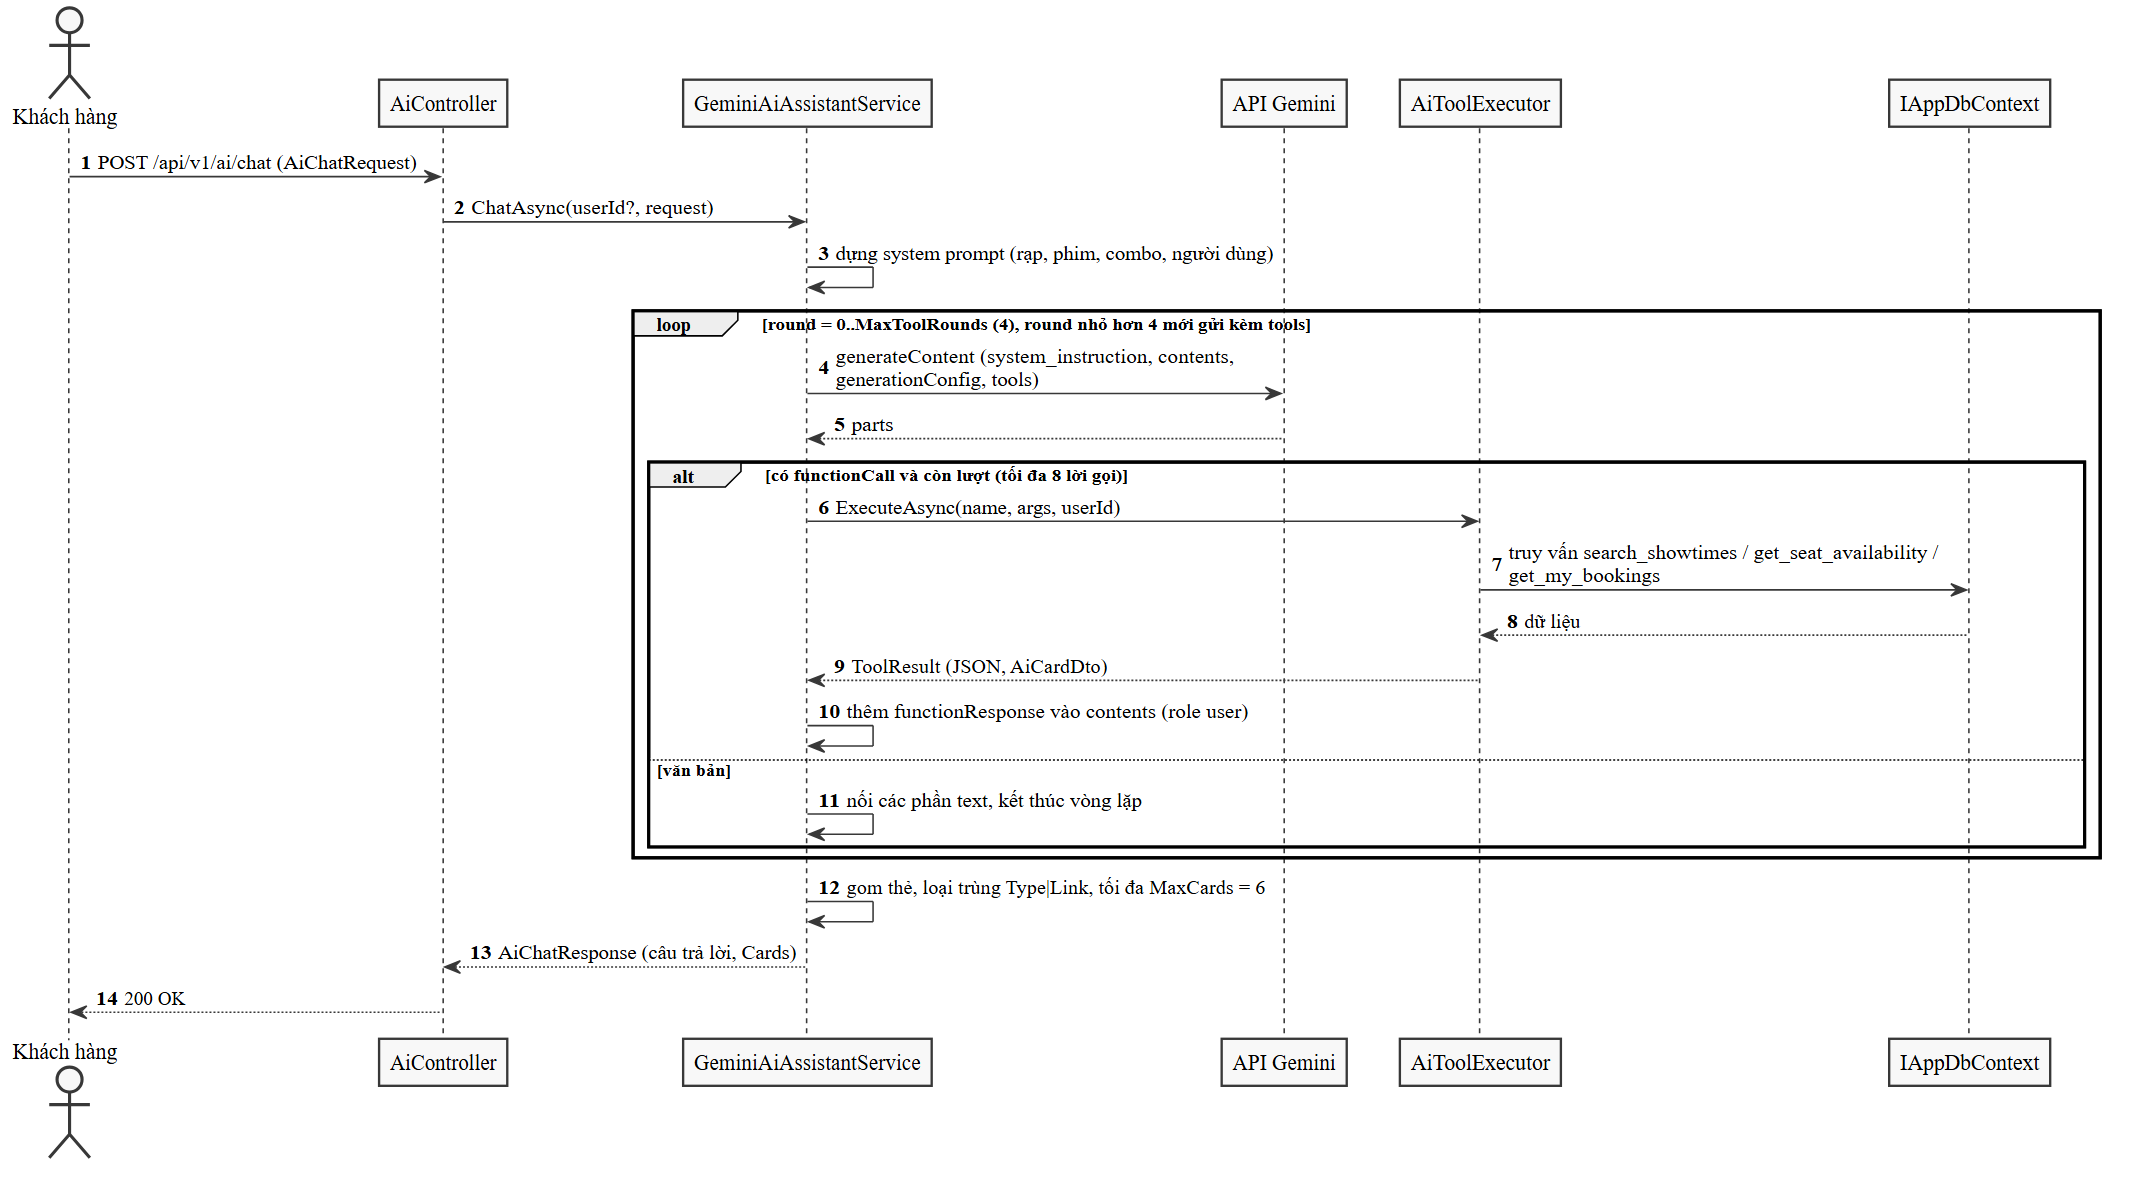 Khách hàng
AiController
GeminiAiAssistantService
API Gemini
AiToolExecutor
IAppDbContext
1 POST /api/v1/ai/chat (AiChatRequest)
2 ChatAsync(userId?, request)
3 dựng system prompt (rạp, phim, combo, người dùng)
loop [round = 0..MaxToolRounds (4), round nhỏ hơn 4 mới gửi kèm tools]
4 generateContent (system_instruction, contents,
generationConfig, tools)
5 parts
alt [có functionCall và còn lượt (tối đa 8 lời gọi)]
6 ExecuteAsync(name, args, userId)
7 truy vấn search_showtimes / get_seat_availability /
get_my_bookings
8 dữ liệu
9 ToolResult (JSON, AiCardDto)
10 thêm functionResponse vào contents (role user)
[văn bản]
11 nối các phần text, kết thúc vòng lặp
12 gom thẻ, loại trùng Type|Link, tối đa MaxCards = 6
13 AiChatResponse (câu trả lời, Cards)
14 200 OK
Khách hàng
AiController
GeminiAiAssistantService
API Gemini
AiToolExecutor
IAppDbContext